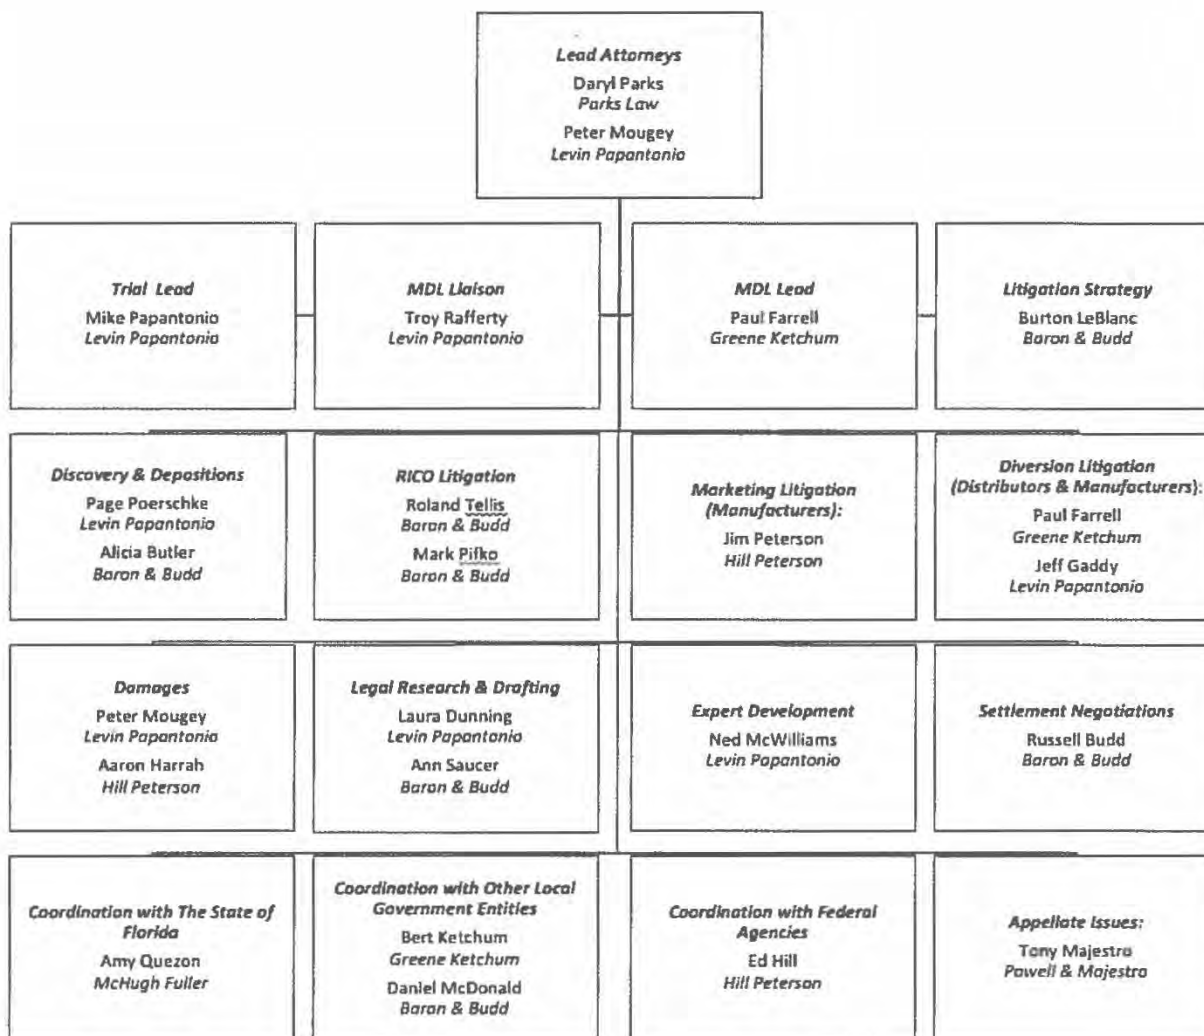 Lead Attorneys
Daryl Parks
Parks Law
Peter Mougey
Levin Papantonio
Trial Lead
Mike Papantonio
Levin Papantonio
MDL Liaison
Troy Rafferty
Levin Papantonio
MDL Lead
Paul Farrell
Greene Ketchum
Litigation Strategy
Burton LeBlanc
Baron & Budd
Discovery & Depositions
Page Poerschke
Levin Papantonio
Alicia Butler
Baron & Budd
RICO Litigation
Roland Tellis
Baron & Budd
Mark Pifko
Baron & Budd
Marketing Litigation
(Manufacturers):
Jim Peterson
Hill Peterson
Diversion Litigation
(Distributors & Manufacturers):
Paul Farrell
Greene Ketchum
Jeff Gaddy
Levin Papantonio
Damages
Peter Mougey
Levin Papantonio
Aaron Harrah
Hill Peterson
Legal Research & Drafting
Laura Dunning
Levin Papantonio
Ann Saucer
Baron & Budd
Expert Development
Ned McWilliams
Levin Papantonio
Settlement Negotiations
Russell Budd
Baron & Budd
Coordination with The State of
Florida
Amy Quezon
McHugh Fuller
Coordination with Other Local
Government Entities
Bert Ketchum
Greene Ketchum
Daniel McDonald
Baron & Budd
Coordination with Federal
Agencies
Ed Hill
Hill Peterson
Appellate Issues:
Tony Majestro
Powell & Majestro